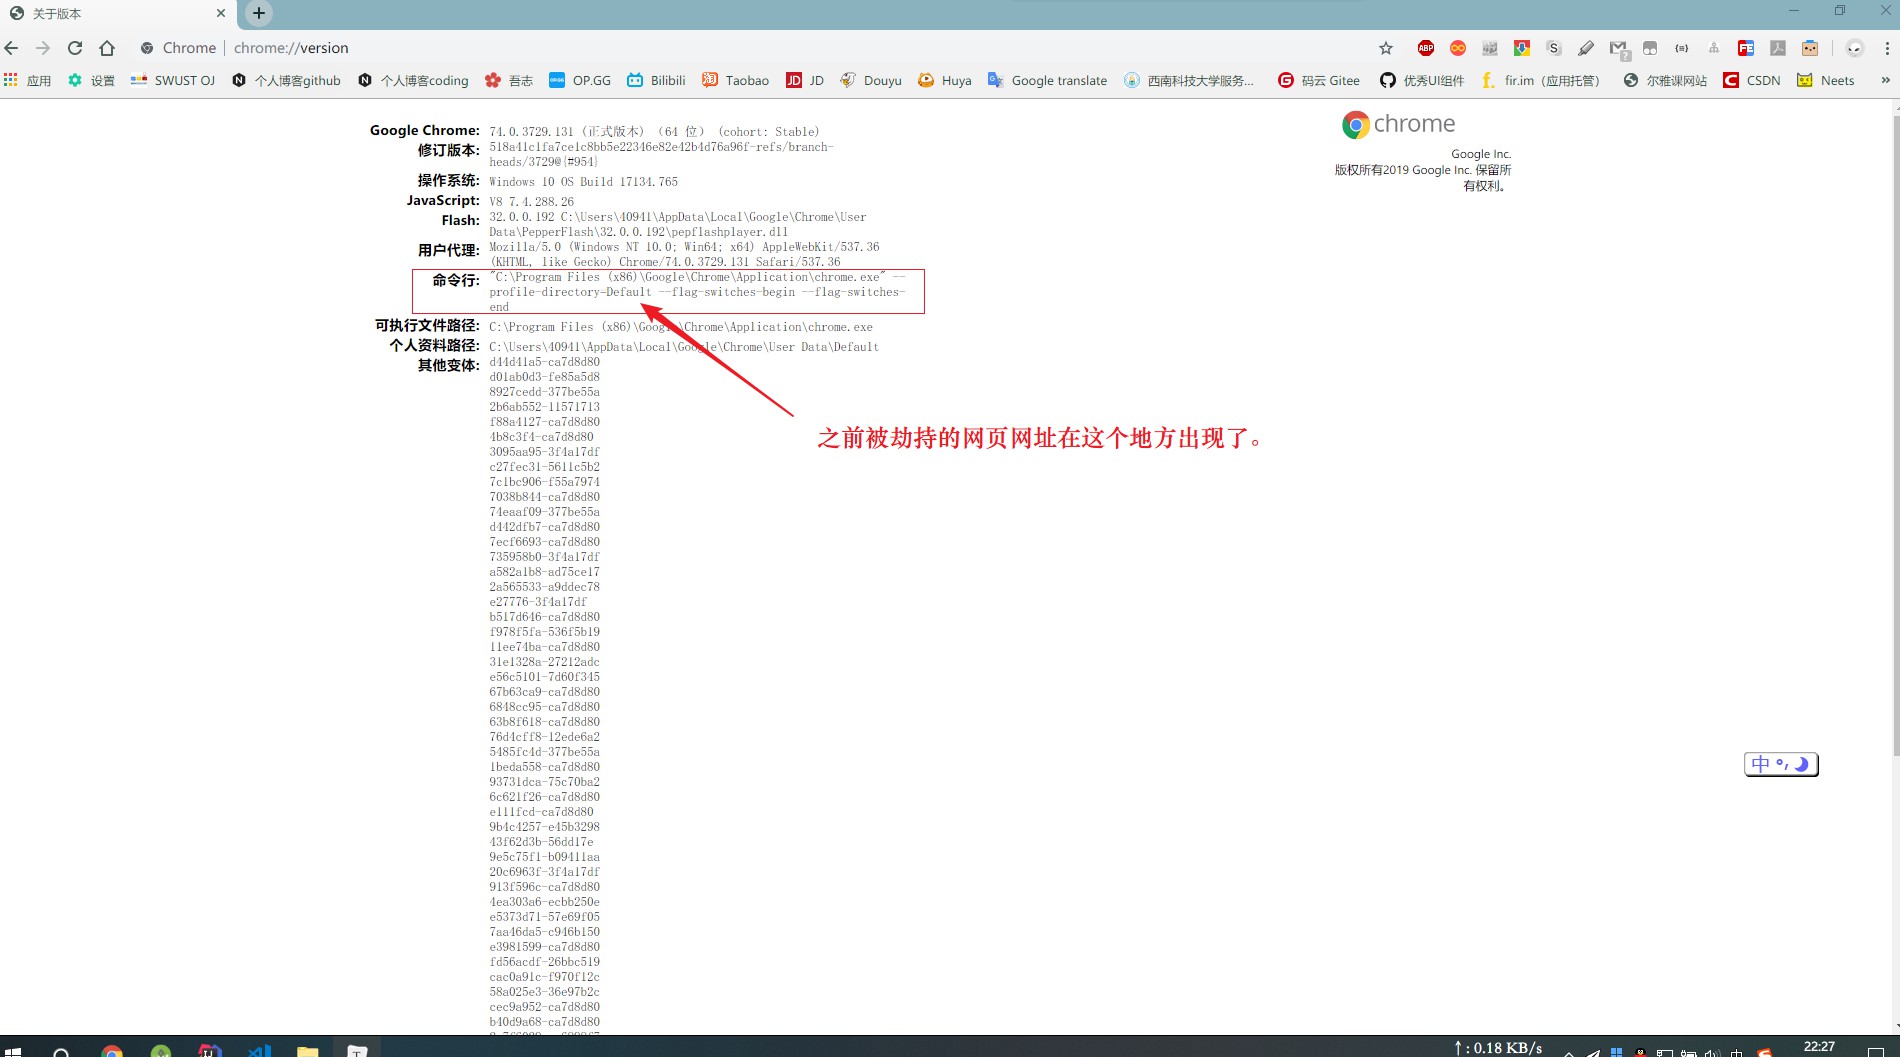 关于版本
Chrome
chrome://version
应用
设置
SWUST OJ
个人博客github
个人博客coding
吾志
OP.GG
Bilibili
Taobao
JD
Douyu
Huya
Google translate
西南科技大学服务...
码云 Gitee
优秀UI组件
fir.im（应用托管）
尔雅课网站
CSDN
Neets
»
chrome
Google Inc.
版权所有2019 Google Inc. 保留所
有权利。
Google Chrome: 74.0.3729.131 (正式版本) （64 位） (cohort: Stable)
修订版本: 518a41c1fa7ce1c8bb5e22346e82e42b4d76a96f-refs/branch-
heads/3729@{#954}
操作系统: Windows 10 OS Build 17134.765
JavaScript: V8 7.4.288.26
Flash: 32.0.0.192 C:\Users\40941\AppData\Local\Google\Chrome\User
Data\PepperFlash\32.0.0.192\pepflashplayer.dll
用户代理: Mozilla/5.0 (Windows NT 10.0; Win64; x64) AppleWebKit/537.36
(KHTML, like Gecko) Chrome/74.0.3729.131 Safari/537.36
命令行: "C:\Program Files (x86)\Google\Chrome\Application\chrome.exe" --
profile-directory=Default --flag-switches-begin --flag-switches-
end
可执行文件路径: C:\Program Files (x86)\Google\Chrome\Application\chrome.exe
个人资料路径: C:\Users\40941\AppData\Local\Google\Chrome\User Data\Default
其他变体: d44d41a5-ca7d8d80
d01ab0d3-fe85a5d8
8927cedd-377be55a
2b6ab552-11571713
f88a4127-ca7d8d80
4b8c3f4-ca7d8d80
3095aa95-3f4a17df
c27fec31-5611c5b2
7c1bc906-f55a7974
7038b844-ca7d8d80
74eaaf09-377be55a
d442dfb7-ca7d8d80
7ecf6693-ca7d8d80
735958b0-3f4a17df
a582a1b8-ad75ce17
2a565533-a9ddec78
e27776-3f4a17df
b517d646-ca7d8d80
f978f5fa-536f5b19
11ee74ba-ca7d8d80
31e1328a-27212adc
e56c5101-7d60f345
67b63ca9-ca7d8d80
6848cc95-ca7d8d80
63b8f618-ca7d8d80
76d4cff8-12ede6a2
5485fc4d-377be55a
1beda558-ca7d8d80
93731dca-75c70ba2
6c621f26-ca7d8d80
e111fcd-ca7d8d80
9b4c4257-e45b3298
43f62d3b-56dd17e
9e5c75f1-b09411aa
20c6963f-3f4a17df
913f596c-ca7d8d80
4ea303a6-ecbb250e
e5373d71-57e69f05
7aa46da5-c946b150
e3981599-ca7d8d80
fd56acdf-26bbc519
cac0a91c-f970f12c
58a025e3-36e97b2c
cec9a952-ca7d8d80
b40d9a68-ca7d8d80
之前被劫持的网页网址在这个地方出现了。
中
↑: 0.18 KB/s
22:27